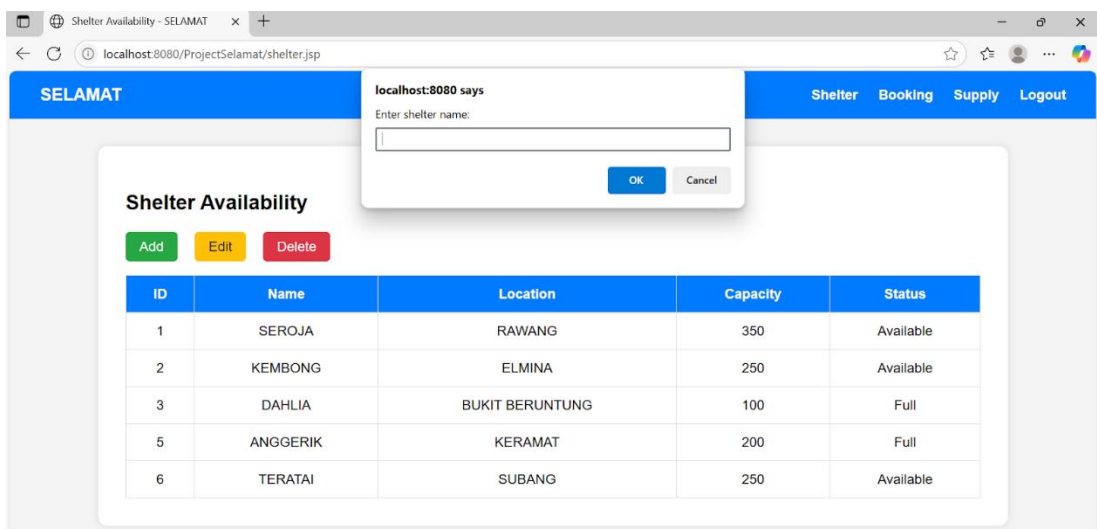 Shelter Availability - SELAMAT
localhost:8080/ProjectSelamat/shelter.jsp
SELAMAT
Shelter Booking Supply Logout
localhost:8080 says
Enter shelter name:
OK Cancel
Shelter Availability
Add Edit Delete
ID Name Location Capacity Status
1 SEROJA RAWANG 350 Available
2 KEMBONG ELMINA 250 Available
3 DAHLIA BUKIT BERUNTUNG 100 Full
5 ANGGERIK KERAMAT 200 Full
6 TERATAI SUBANG 250 Available